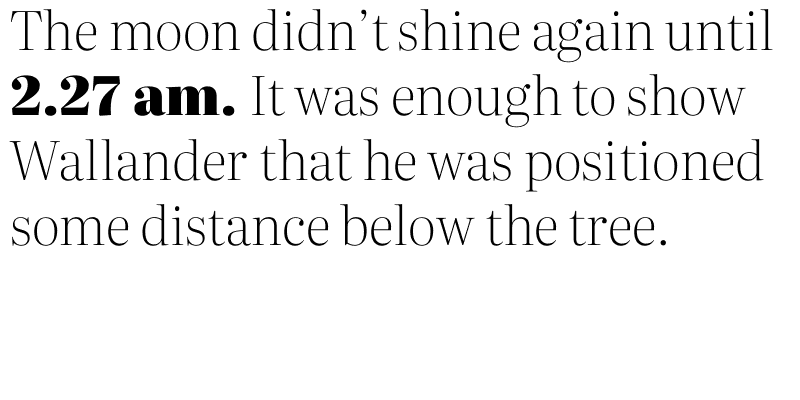 The moon didn’t shine again until
2.27 am. It was enough to show
Wallander that he was positioned
some distance below the tree.